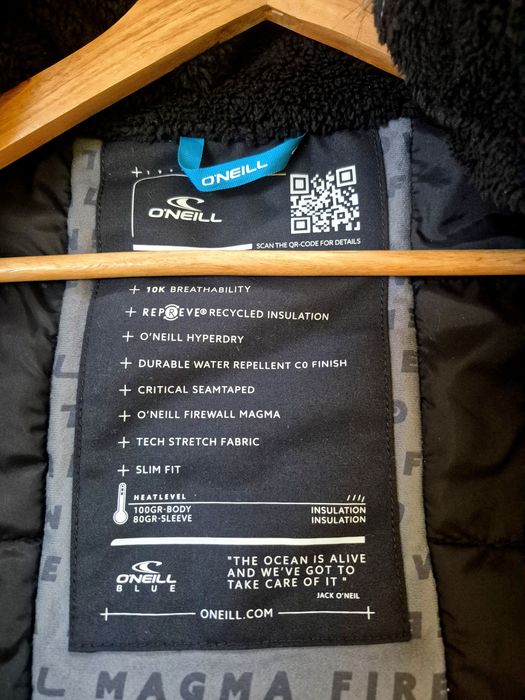 O'NEILL
O'NEILL
SCAN THE QR-CODE FOR DETAILS
+ 10K BREATHABILITY
+ REPREVE® RECYCLED INSULATION
+ O'NEILL HYPERDRY
+ DURABLE WATER REPELLENT C0 FINISH
+ CRITICAL SEAMTAPED
+ O'NEILL FIREWALL MAGMA
+ TECH STRETCH FABRIC
+ SLIM FIT
HEATLEVEL
100GR-BODY INSULATION
80GR-SLEEVE INSULATION
O'NEILL
BLUE
"THE OCEAN IS ALIVE
AND WE'VE GOT TO
TAKE CARE OF IT"
JACK O'NEIL
ONEILL.COM
MAGMA FIRE